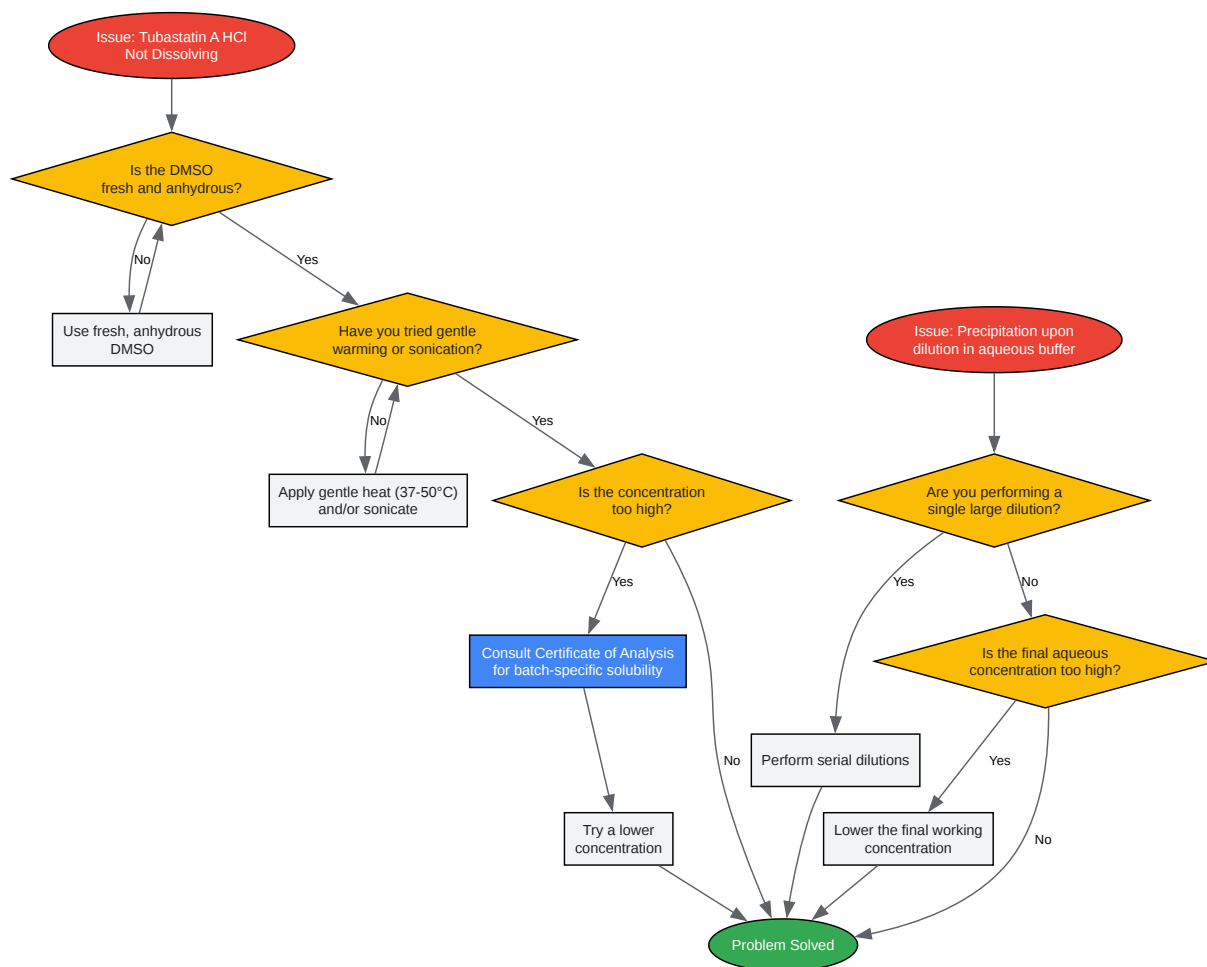 Issue: Tubastatin A HCl
Not Dissolving
Is the DMSO
fresh and anhydrous?
No
Yes
Use fresh, anhydrous
DMSO
Have you tried gentle
warming or sonication?
No
Yes
Apply gentle heat (37-50°C)
and/or sonicate
Is the concentration
too high?
Yes
No
Consult Certificate of Analysis
for batch-specific solubility
Try a lower
concentration
Issue: Precipitation upon
dilution in aqueous buffer
Are you performing a
single large dilution?
Yes
No
Is the final aqueous
concentration too high?
Perform serial dilutions
Yes
No
Lower the final working
concentration
Problem Solved